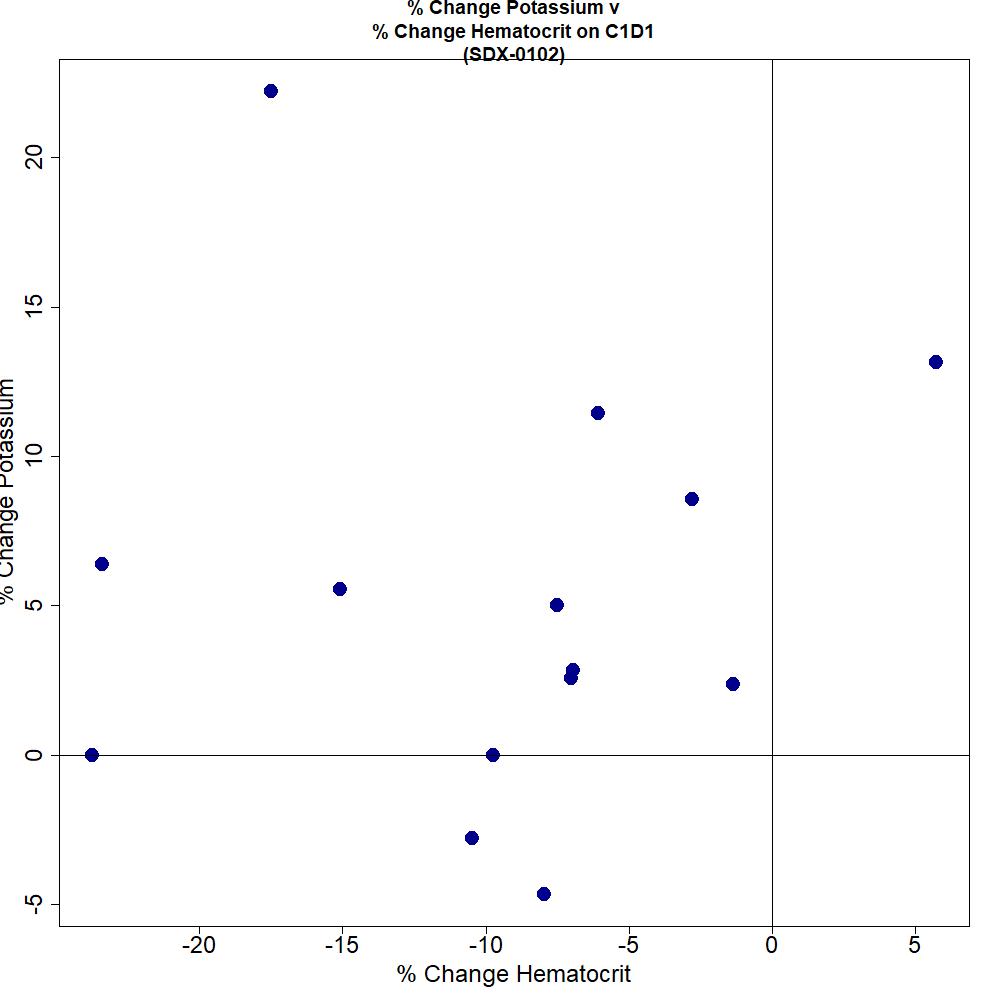 % Change Potassium v
% Change Hematocrit on C1D1
(SDX-0102)
20
15
10
5
0
-5
% Change Potassium
-20 -15 -10 -5 0 5
% Change Hematocrit